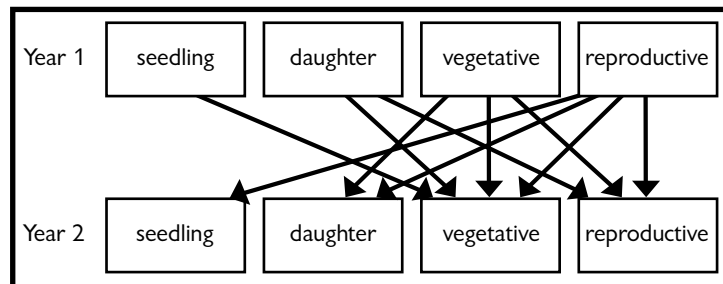 Year 1 seedling daughter vegetative reproductive
Year 2 seedling daughter vegetative reproductive